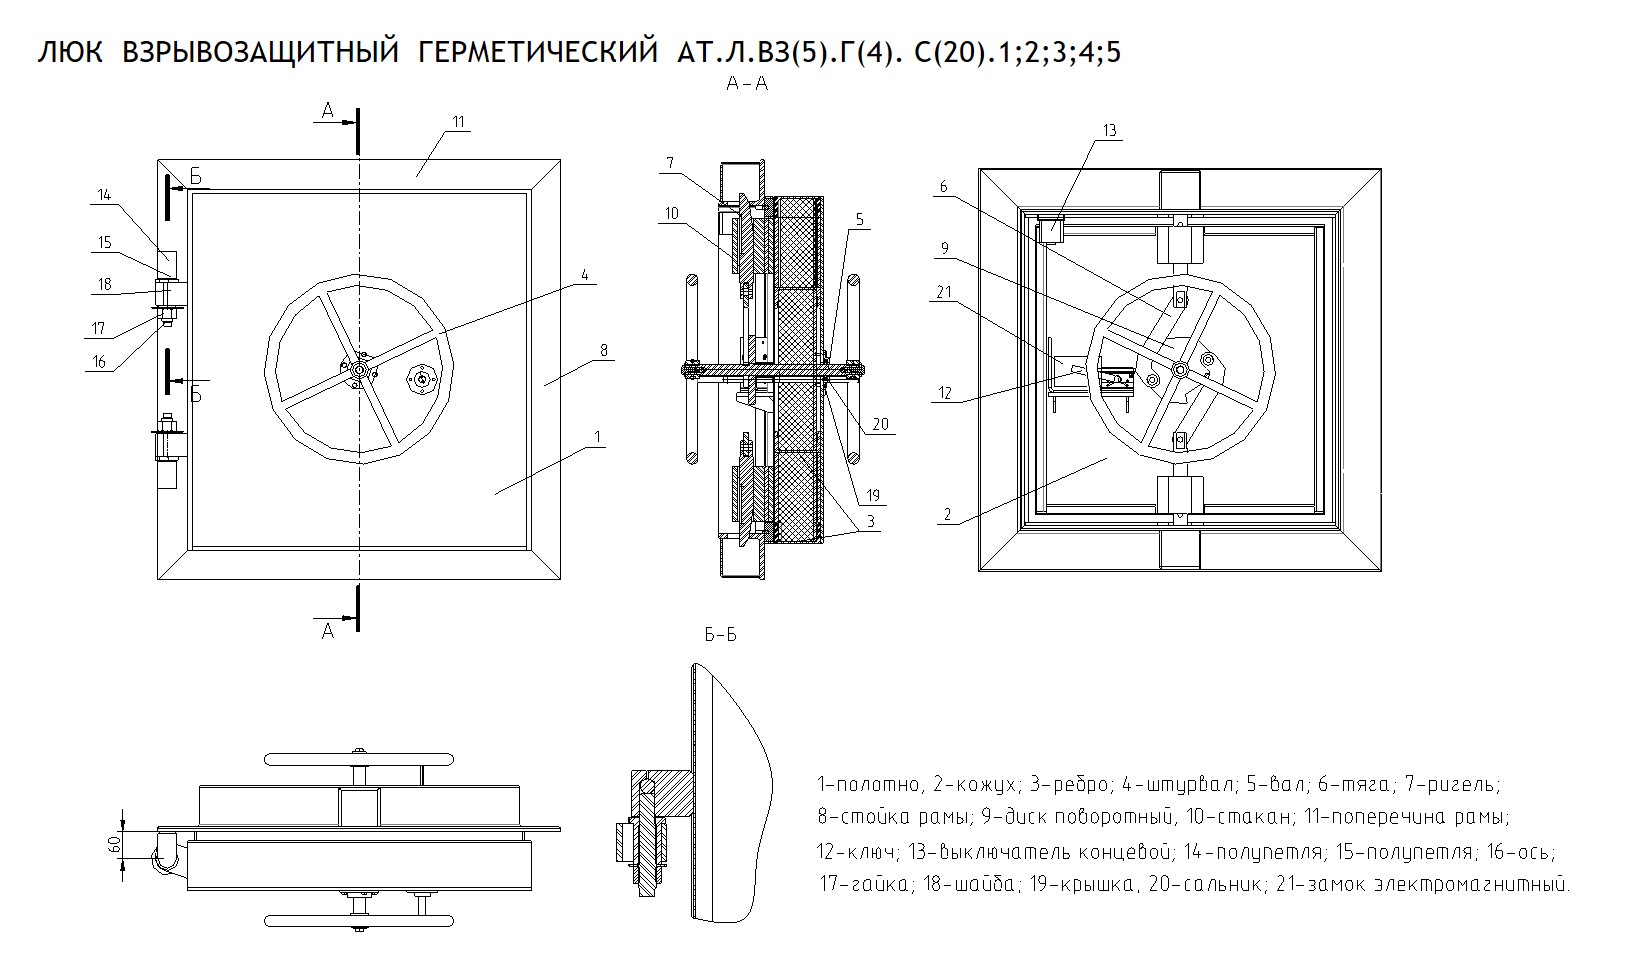 ЛЮК ВЗРЫВОЗАЩИТНЫЙ ГЕРМЕТИЧЕСКИЙ АТ.Л.ВЗ(5).Г(4). С(20).1;2;3;4;5
А-А
А
11
Б
14
15
18
17
16
Б
4
8
1
А
7
10
5
20
19
3
13
6
9
21
12
2
Б-Б
60
1-полотно, 2-кожух; 3-ребро; 4-штурвал; 5-вал; 6-тяга; 7-ригель;
8-стойка рамы; 9-диск поворотный, 10-стакан; 11-поперечина рамы;
12-ключ; 13-выключатель концевой; 14-полупетля; 15-полупетля; 16-ось;
17-гайка; 18-шайба; 19-крышка, 20-сальник; 21-замок электромагнитный.